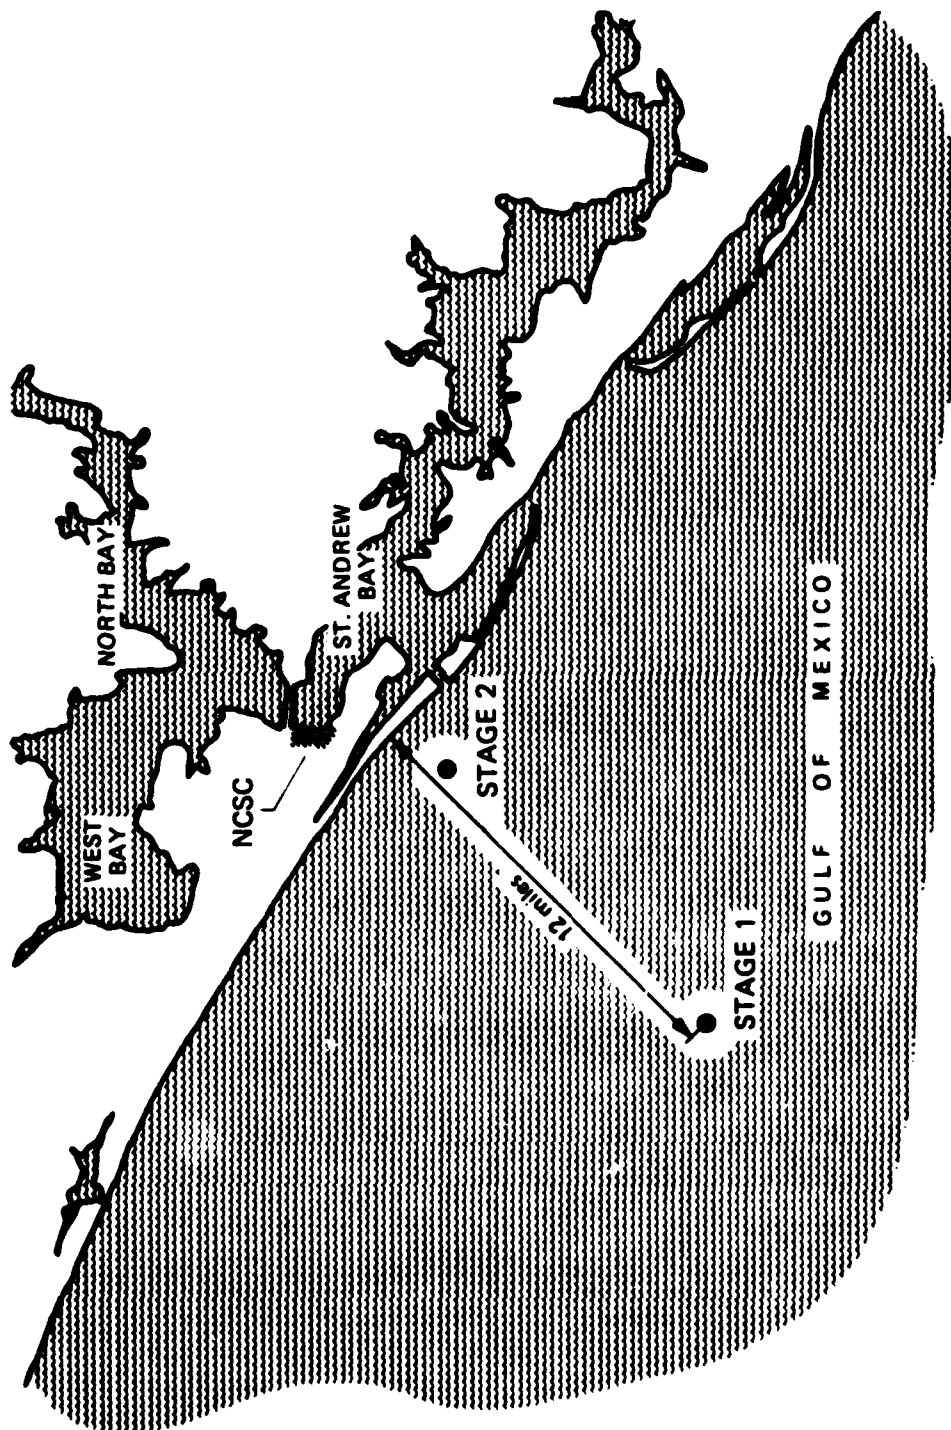 NORTH BAY
WEST
BAY
NCSC
ST. ANDREW
BAY
STAGE 2
12 miles
STAGE 1
GULF OF MEXICO